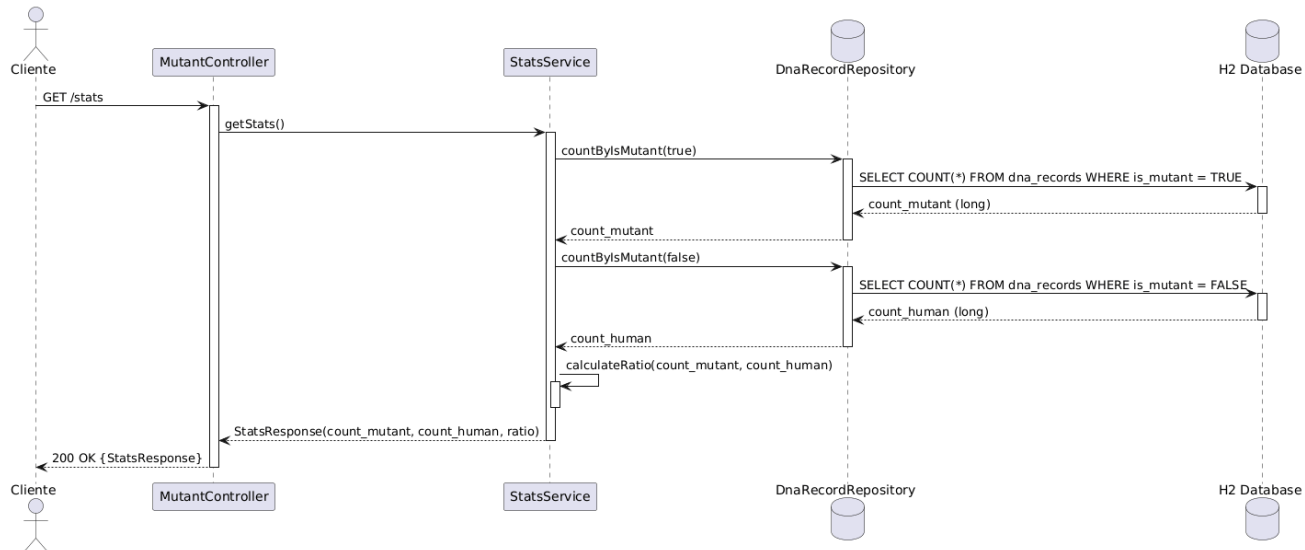 Cliente
MutantController
StatsService
DnaRecordRepository
H2 Database
GET /stats
getStats()
countByIsMutant(true)
SELECT COUNT(*) FROM dna_records WHERE is_mutant = TRUE
count_mutant (long)
count_mutant
countByIsMutant(false)
SELECT COUNT(*) FROM dna_records WHERE is_mutant = FALSE
count_human (long)
count_human
calculateRatio(count_mutant, count_human)
StatsResponse(count_mutant, count_human, ratio)
200 OK {StatsResponse}
Cliente
MutantController
StatsService
DnaRecordRepository
H2 Database